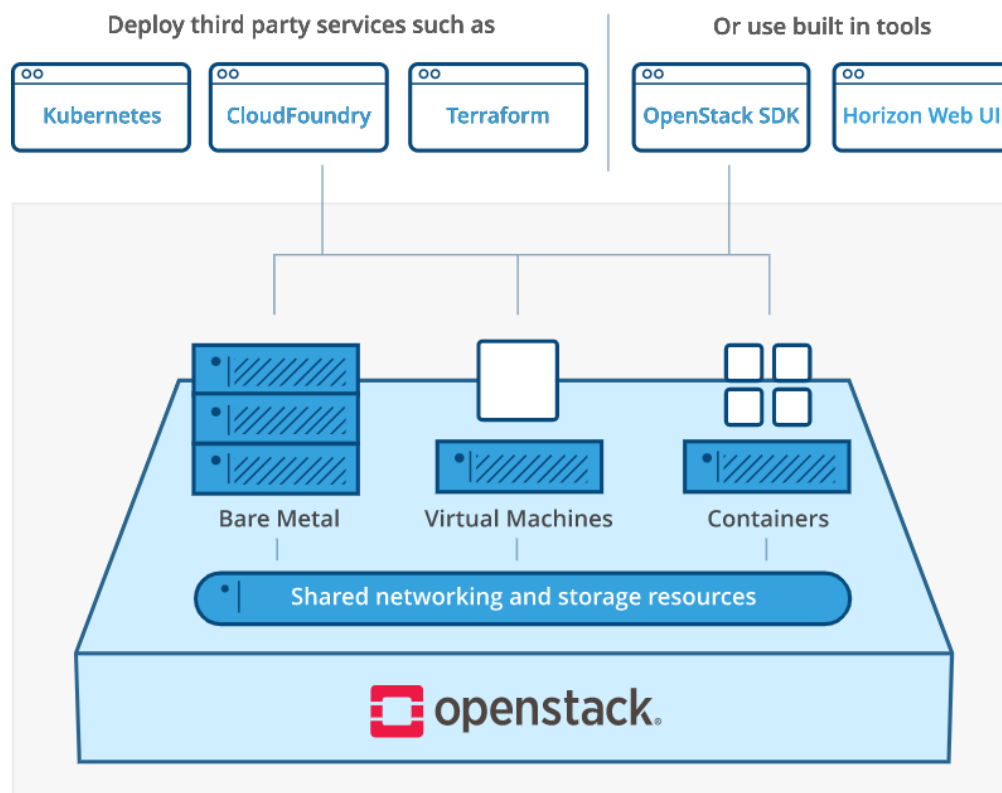 Deploy third party services such as
Or use built in tools
Kubernetes
CloudFoundry
Terraform
OpenStack SDK
Horizon Web UI
Bare Metal
Virtual Machines
Containers
Shared networking and storage resources
openstack.